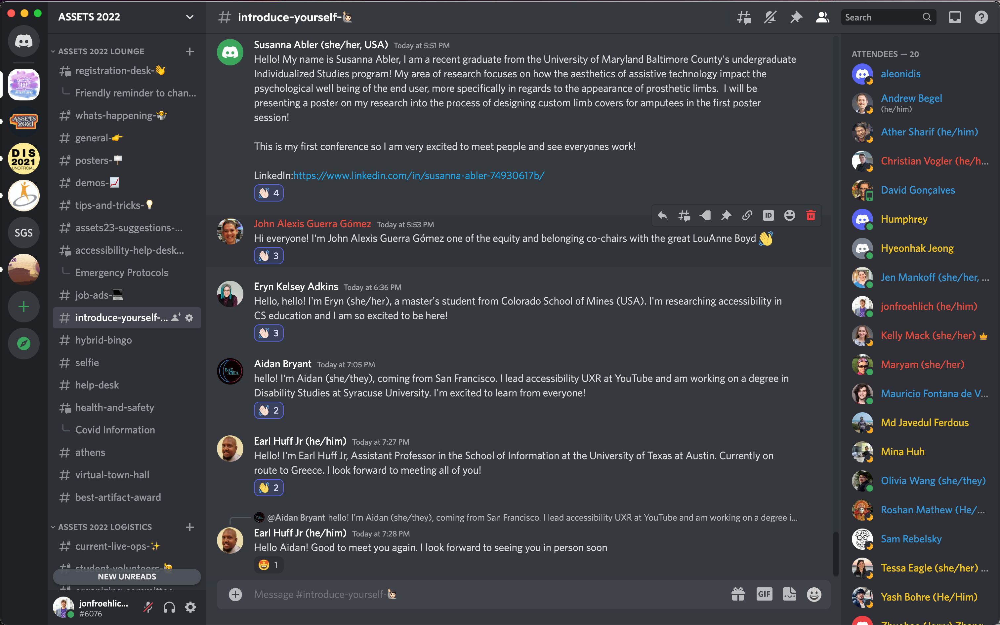 ASSETS 2022
ASSETS 2022
ASSETS
2021
DIS
2021
UNOFFICIAL
SGS
20
ASSETS 2022 LOUNGE
registration-desk-👋
Friendly reminder to chan...
whats-happening-🤷
general-👉
posters-🪧
demos-📈
tips-and-tricks-💡
assets23-suggestions-...
accessibility-help-desk...
Emergency Protocols
job-ads-💻
introduce-yourself-...
hybrid-bingo
selfie
help-desk
health-and-safety
Covid Information
athens
virtual-town-hall
best-artifact-award
ASSETS 2022 LOGISTICS
current-live-ops-✨
student-volunteers-🙋
NEW UNREADS
organizing-committee
jonfroehlic...
#6076
# introduce-yourself-🙋🏻
Search
Susanna Abler (she/her, USA) Today at 5:51 PM
Hello! My name is Susanna Abler, I am a recent graduate from the University of Maryland Baltimore County's undergraduate
Individualized Studies program! My area of research focuses on how the aesthetics of assistive technology impact the
psychological well being of the end user, more specifically in regards to the appearance of prosthetic limbs. I will be
presenting a poster on my research into the process of designing custom limb covers for amputees in the first poster
session!
This is my first conference so I am very excited to meet people and see everyones work!
LinkedIn:https://www.linkedin.com/in/susanna-abler-74930617b/
👋🏻 4
ID
John Alexis Guerra Gómez Today at 5:53 PM
Hi everyone! I'm John Alexis Guerra Gómez one of the equity and belonging co-chairs with the great LouAnne Boyd 👋
👋🏻 3
Eryn Kelsey Adkins Today at 6:36 PM
Hello, hello! I'm Eryn (she/her), a master's student from Colorado School of Mines (USA). I'm researching accessibility in
CS education and I am so excited to be here!
👋🏻 3
BAE
AREA
Aidan Bryant Today at 7:05 PM
hello! I'm Aidan (she/they), coming from San Francisco. I lead accessibility UXR at YouTube and am working on a degree in
Disability Studies at Syracuse University. I'm excited to learn from everyone!
👋🏻 2
Earl Huff Jr (he/him) Today at 7:27 PM
Hello! I'm Earl Huff Jr, Assistant Professor in the School of Information at the University of Texas at Austin. Currently on
route to Greece. I look forward to meeting all of you!
👋 2
@Aidan Bryant hello! I'm Aidan (she/they), coming from San Francisco. I lead accessibility UXR at YouTube and am working on a degree i...
Earl Huff Jr (he/him) Today at 7:28 PM
Hello Aidan! Good to meet you again. I look forward to seeing you in person soon
🤩 1
Message #introduce-yourself-🙋🏻
GIF
ATTENDEES — 20
aleonidis
Andrew Begel
(he/him)
Ather Sharif (he/him)
Christian Vogler (he/h...
David Gonçalves
Humphrey
Hyeonhak Jeong
Jen Mankoff (she/her, ...
jonfroehlich (he/him)
Kelly Mack (she/her)
Maryam (she/her)
Mauricio Fontana de V...
Md Javedul Ferdous
Mina Huh
Olivia Wang (she/they)
Roshan Mathew (He/...
Sam Rebelsky
Tessa Eagle (she/her) ...
Yash Bohre (He/Him)